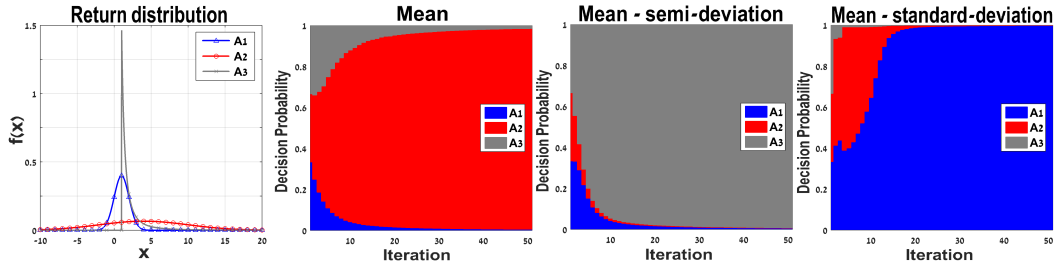 Return distribution
f(x)
1.5
1
0.5
0
-10
-5
0
5
10
15
20
x
A1
A2
A3
Mean
Decision Probability
1
0.8
0.6
0.4
0.2
0
10
20
30
40
50
Iteration
A1
A2
A3
Mean - semi-deviation
Decision Probability
1
0.8
0.6
0.4
0.2
0
10
20
30
40
50
Iteration
A1
A2
A3
Mean - standard-deviation
Decision Probability
1
0.8
0.6
0.4
0.2
0
10
20
30
40
50
Iteration
A1
A2
A3